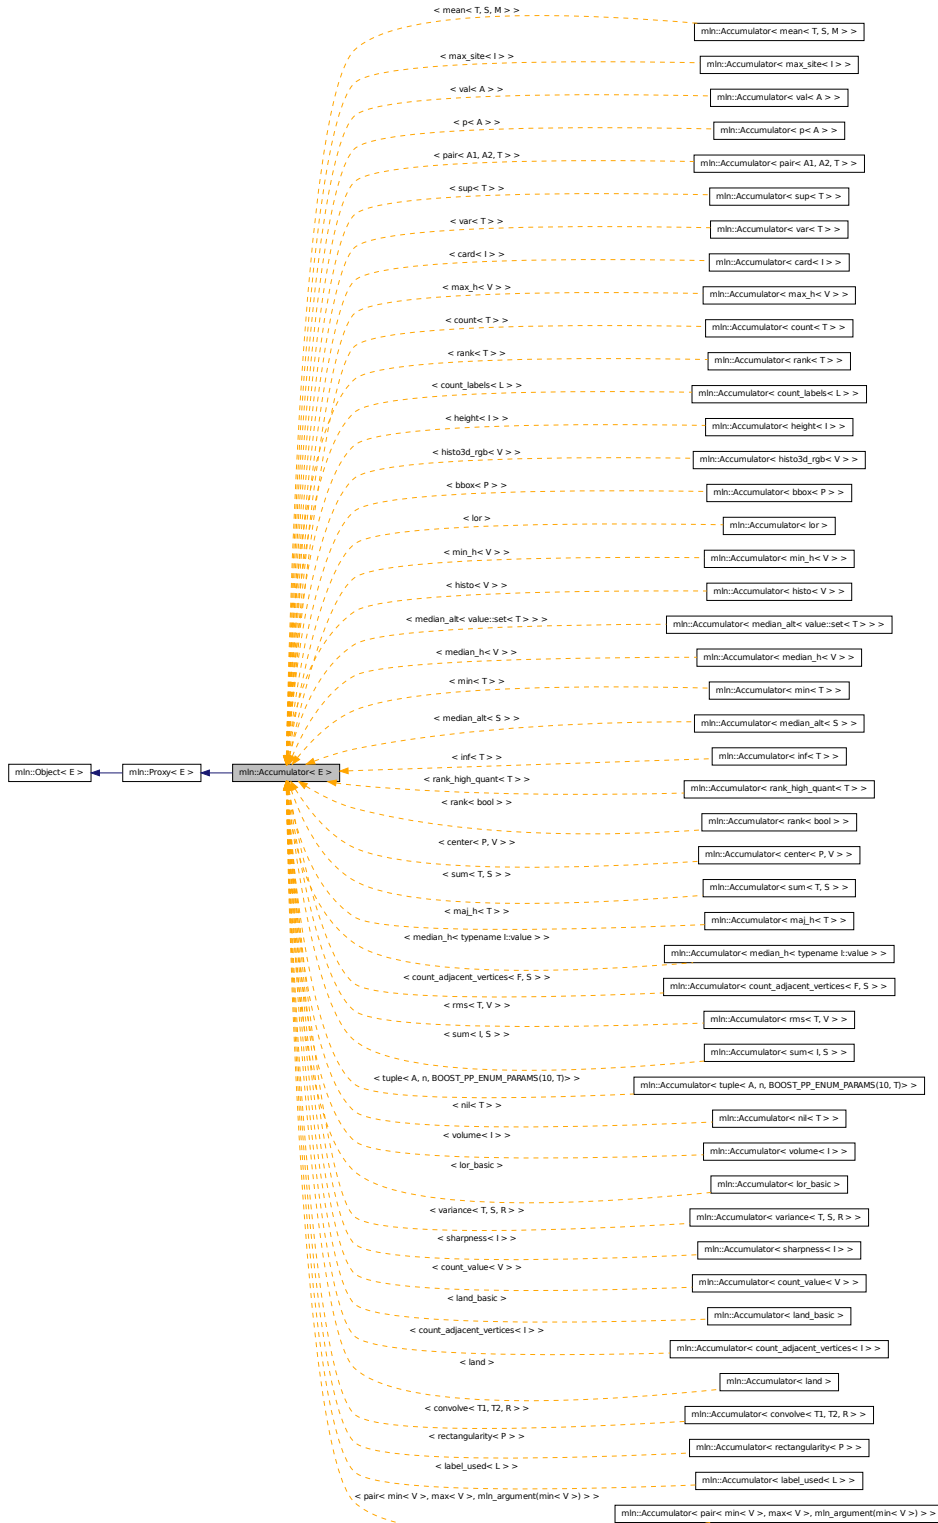 < mean< T, S, M > >
mln::Accumulator< mean< T, S, M > >
< max_site< I > >
mln::Accumulator< max_site< I > >
< val< A > >
mln::Accumulator< val< A > >
< p< A > >
mln::Accumulator< p< A > >
< pair< A1, A2, T > >
mln::Accumulator< pair< A1, A2, T > >
< sup< T > >
mln::Accumulator< sup< T > >
< var< T > >
mln::Accumulator< var< T > >
< card< I > >
mln::Accumulator< card< I > >
< max_h< V > >
mln::Accumulator< max_h< V > >
< count< T > >
mln::Accumulator< count< T > >
< rank< T > >
mln::Accumulator< rank< T > >
< count_labels< L > >
mln::Accumulator< count_labels< L > >
< height< I > >
mln::Accumulator< height< I > >
< histo3d_rgb< V > >
mln::Accumulator< histo3d_rgb< V > >
< bbox< P > >
mln::Accumulator< bbox< P > >
< lor >
mln::Accumulator< lor >
< min_h< V > >
mln::Accumulator< min_h< V > >
< histo< V > >
mln::Accumulator< histo< V > >
< median_alt< value::set< T > > >
mln::Accumulator< median_alt< value::set< T > > >
< median_h< V > >
mln::Accumulator< median_h< V > >
< min< T > >
mln::Accumulator< min< T > >
< median_alt< S > >
mln::Accumulator< median_alt< S > >
< inf< T > >
mln::Accumulator< inf< T > >
mln::Object< E >
mln::Proxy< E >
mln::Accumulator< E >
< rank_high_quant< T > >
mln::Accumulator< rank_high_quant< T > >
< rank< bool > >
mln::Accumulator< rank< bool > >
< center< P, V > >
mln::Accumulator< center< P, V > >
< sum< T, S > >
mln::Accumulator< sum< T, S > >
< maj_h< T > >
mln::Accumulator< maj_h< T > >
< median_h< typename I::value > >
mln::Accumulator< median_h< typename I::value > >
< count_adjacent_vertices< F, S > >
mln::Accumulator< count_adjacent_vertices< F, S > >
< rms< T, V > >
mln::Accumulator< rms< T, V > >
< sum< I, S > >
mln::Accumulator< sum< I, S > >
< tuple< A, n, BOOST_PP_ENUM_PARAMS(10, T)> >
mln::Accumulator< tuple< A, n, BOOST_PP_ENUM_PARAMS(10, T)> >
< nil< T > >
mln::Accumulator< nil< T > >
< volume< I > >
mln::Accumulator< volume< I > >
< lor_basic >
mln::Accumulator< lor_basic >
< variance< T, S, R > >
mln::Accumulator< variance< T, S, R > >
< sharpness< I > >
mln::Accumulator< sharpness< I > >
< count_value< V > >
mln::Accumulator< count_value< V > >
< land_basic >
mln::Accumulator< land_basic >
< count_adjacent_vertices< I > >
mln::Accumulator< count_adjacent_vertices< I > >
< land >
mln::Accumulator< land >
< convolve< T1, T2, R > >
mln::Accumulator< convolve< T1, T2, R > >
< rectangularity< P > >
mln::Accumulator< rectangularity< P > >
< label_used< L > >
mln::Accumulator< label_used< L > >
< pair< min< V >, max< V >, mln_argument(min< V >) > >
mln::Accumulator< pair< min< V >, max< V >, mln_argument(min< V >) > >